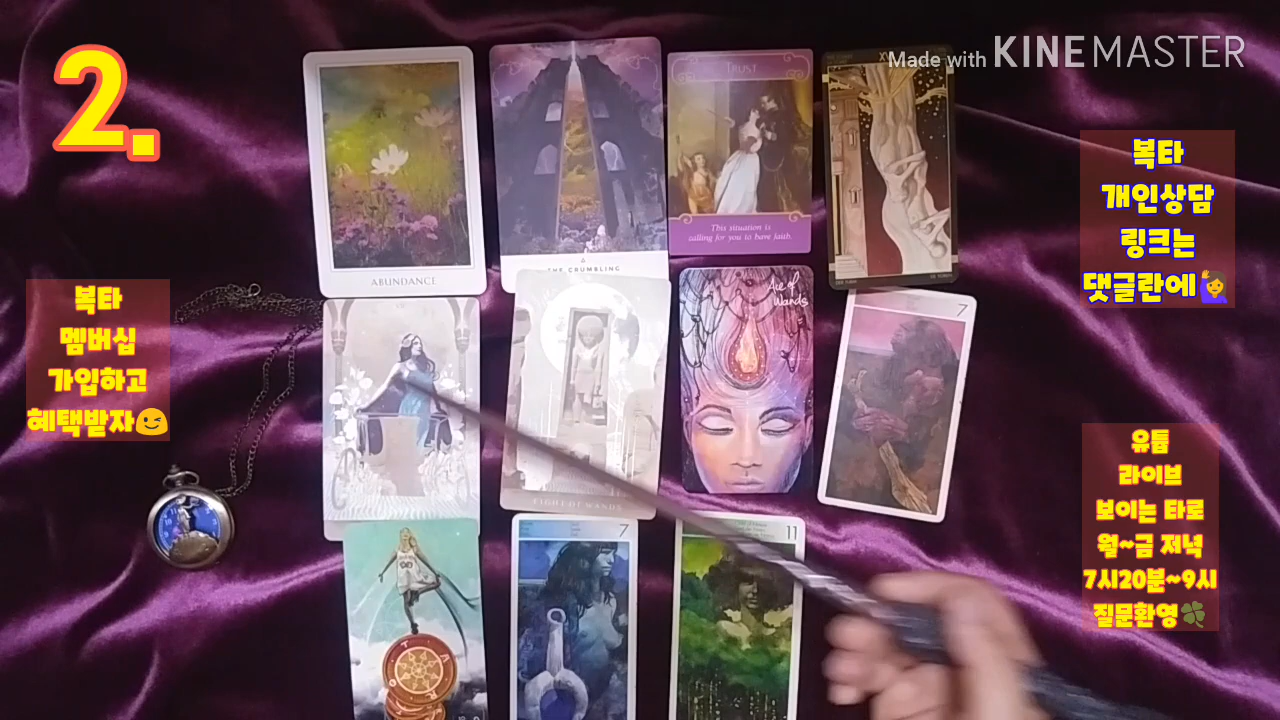 2.
Made with KINEMASTER
복타
개인상담
링크는
댓글란에🙋‍♀️
복타
멤버십
가입하고
혜택받자😉
유튭
라이브
보이는 타로
월~금 저녁
7시20분~9시
질문환영🍀
ABUNDANCE
THE CRUMBLING
TRUST
This situation is
calling for you to have faith.
EIGHT OF WANDS
Ace of
Wands
7
7
11